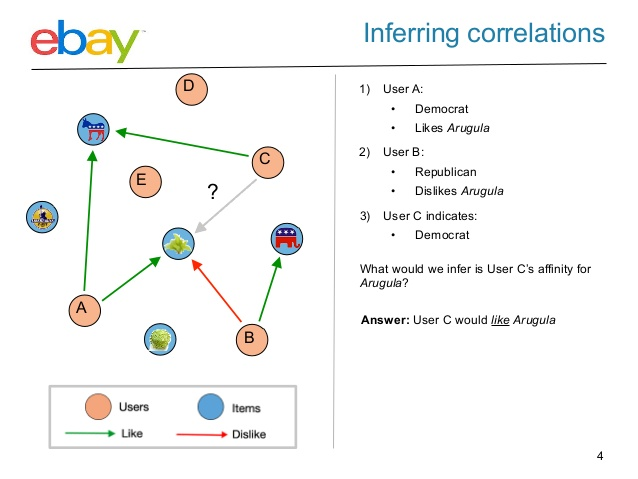 ebay™
Inferring correlations
D
C
E
?
A
B
Users
Items
Like
Dislike
1) User A:
• Democrat
• Likes Arugula
2) User B:
• Republican
• Dislikes Arugula
3) User C indicates:
• Democrat
What would we infer is User C's affinity for
Arugula?
Answer: User C would like Arugula
4